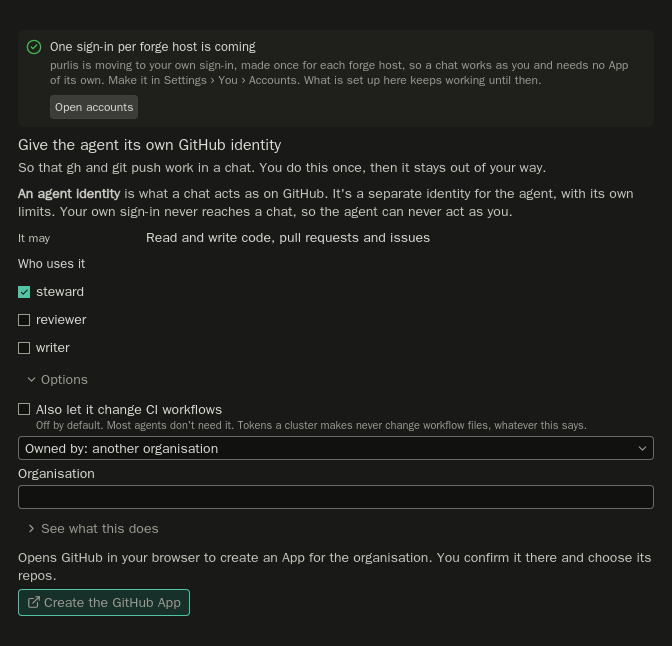 One sign-in per forge host is coming
purlis is moving to your own sign-in, made once for each forge host, so a chat works as you and needs no App
of its own. Make it in Settings › You › Accounts. What is set up here keeps working until then.
Open accounts
Give the agent its own GitHub identity
So that gh and git push work in a chat. You do this once, then it stays out of your way.
An agent identity is what a chat acts as on GitHub. It's a separate identity for the agent, with its own
limits. Your own sign-in never reaches a chat, so the agent can never act as you.
It may Read and write code, pull requests and issues
Who uses it
steward
reviewer
writer
Options
Also let it change CI workflows
Off by default. Most agents don't need it. Tokens a cluster makes never change workflow files, whatever this says.
Owned by: another organisation
Organisation
See what this does
Opens GitHub in your browser to create an App for the organisation. You confirm it there and choose its
repos.
Create the GitHub App